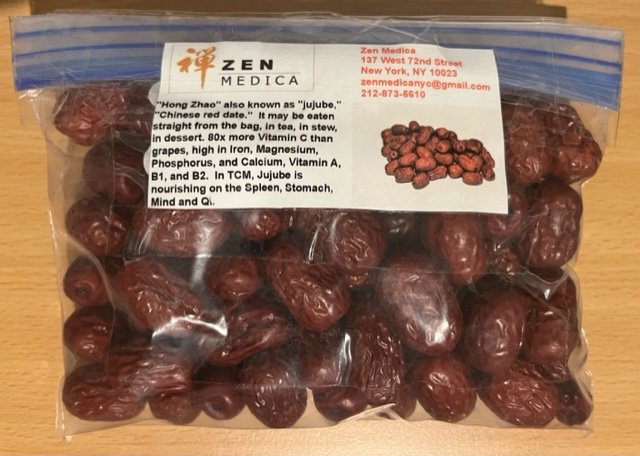 禅 ZEN
MEDICA
"Hong Zhao" also known as "jujube,"
"Chinese red date." It may be eaten
straight from the bag, in tea, in stew,
in dessert. 80x more Vitamin C than
grapes, high in Iron, Magnesium,
Phosphorus, and Calcium, Vitamin A,
B1, and B2. In TCM, Jujube is
nourishing on the Spleen, Stomach,
Mind and Qi.
Zen Medica
137 West 72nd Street
New York, NY 10023
zenmedicanyc@gmail.com
212-873-6610